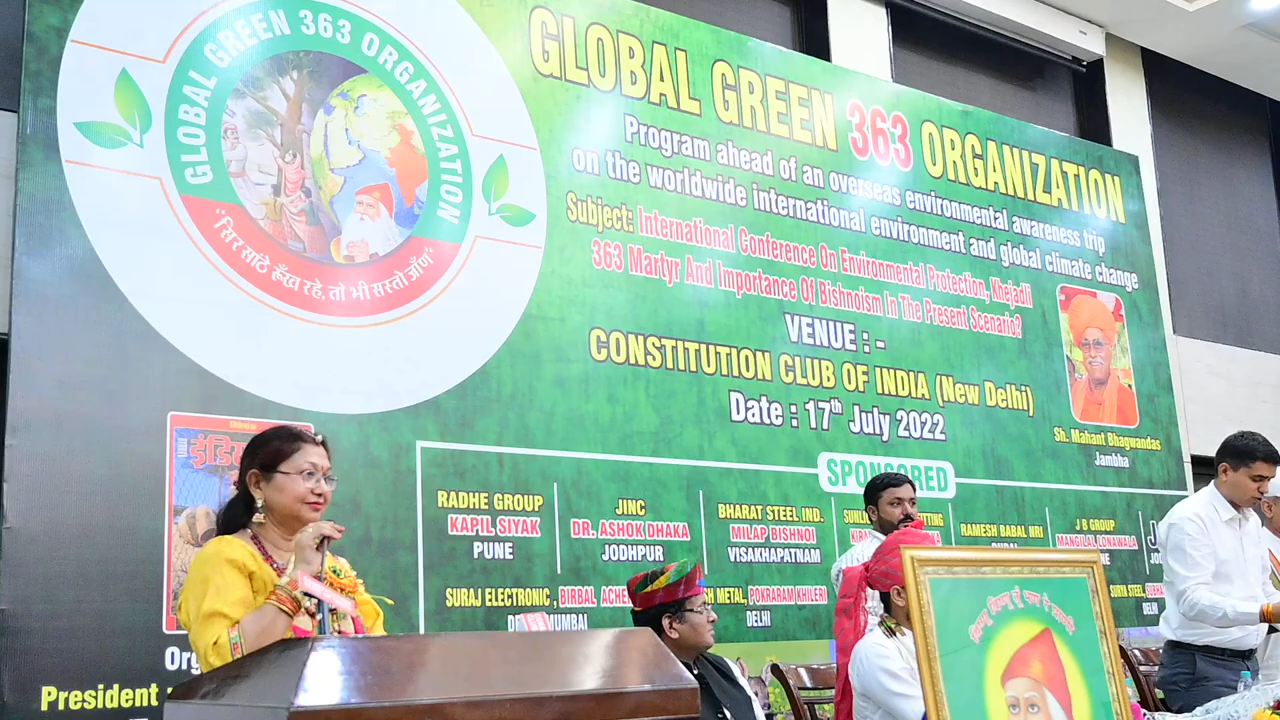 GLOBAL GREEN 363 ORGANIZATION
"सिर साठे रूँख रहे, तो भी सस्तो जाँण"
GLOBAL GREEN 363 ORGANIZATION
Program ahead of an overseas environmental awareness trip
on the worldwide international environment and global climate change
Subject: International Conference On Environmental Protection, Khejadli
363 Martyr And Importance Of Bishnoism In The Present Scenario?
VENUE : -
CONSTITUTION CLUB OF INDIA (New Delhi)
Date : 17th July 2022
Sh. Mahant Bhagwandas
Jambha
SPONSORED
RADHE GROUP
KAPIL SIYAK
PUNE
JINC
DR. ASHOK DHAKA
JODHPUR
BHARAT STEEL IND.
MILAP BISHNOI
VISAKHAPATNAM
RAMESH BABAL NRI
J B GROUP
MANGILAL LONAWALA
SURAJ ELECTRONIC , BIRBAL
METAL, POKRARAM KHILERI
DELHI
MUMBAI
SURYA STEEL,
DELHI
President :